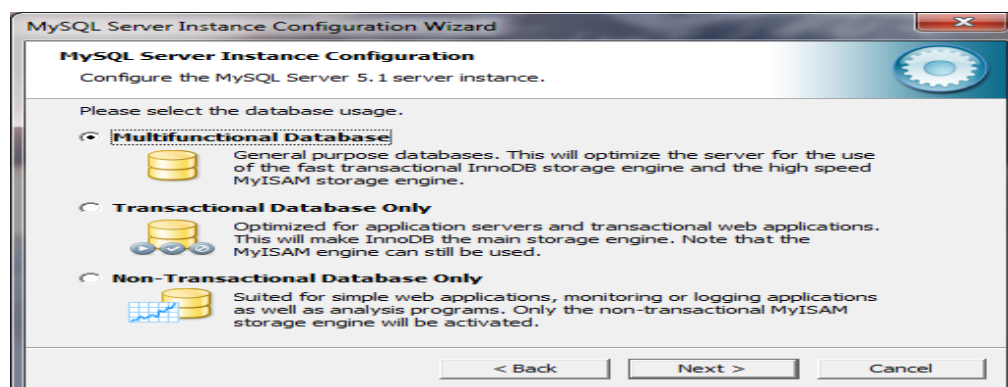 MySQL Server Instance Configuration Wizard
MySQL Server Instance Configuration
Configure the MySQL Server 5.1 server instance.
Please select the database usage.
Multifunctional Database
General purpose databases. This will optimize the server for the use
of the fast transactional InnoDB storage engine and the high speed
MyISAM storage engine.
Transactional Database Only
Optimized for application servers and transactional web applications.
This will make InnoDB the main storage engine. Note that the
MyISAM engine can still be used.
Non-Transactional Database Only
Suited for simple web applications, monitoring or logging applications
as well as analysis programs. Only the non-transactional MyISAM
storage engine will be activated.
< Back
Next >
Cancel